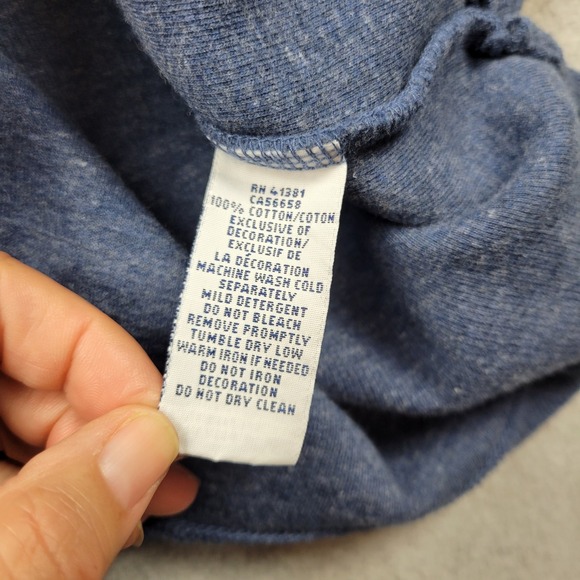 RN 41381
CA56658
100% COTTON/COTON
EXCLUSIVE OF
DECORATION/
EXCLUSIF DE
LA DÉCORATION
MACHINE WASH COLD
SEPARATELY
MILD DETERGENT
DO NOT BLEACH
REMOVE PROMPTLY
TUMBLE DRY LOW
WARM IRON IF NEEDED
DO NOT IRON
DECORATION
DO NOT DRY CLEAN